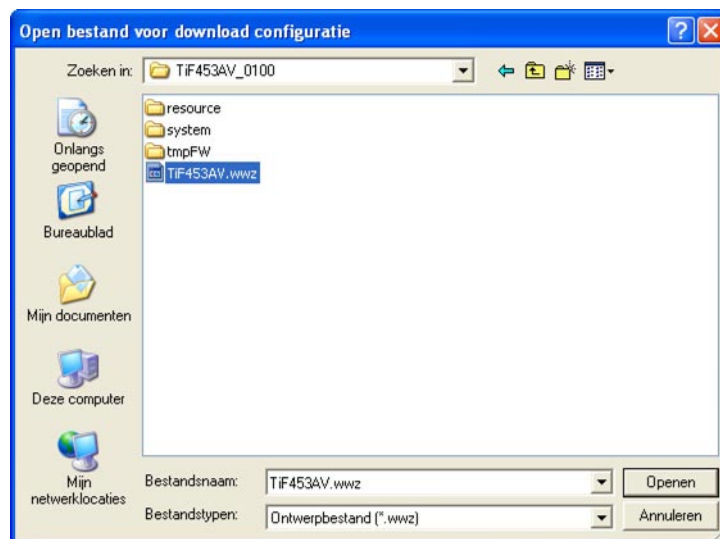 Open bestand voor download configuratie
Zoeken in:
TiF453AV_0100
Onlangs
geopend
Bureaublad
Mijn documenten
Deze computer
Mijn
netwerklocaties
resource
system
tmpFW
TiF453AV.wwz
Bestandsnaam:
TiF453AV.wwz
Openen
Bestandstypen:
Ontwerpbestand (*.wwz)
Annuleren